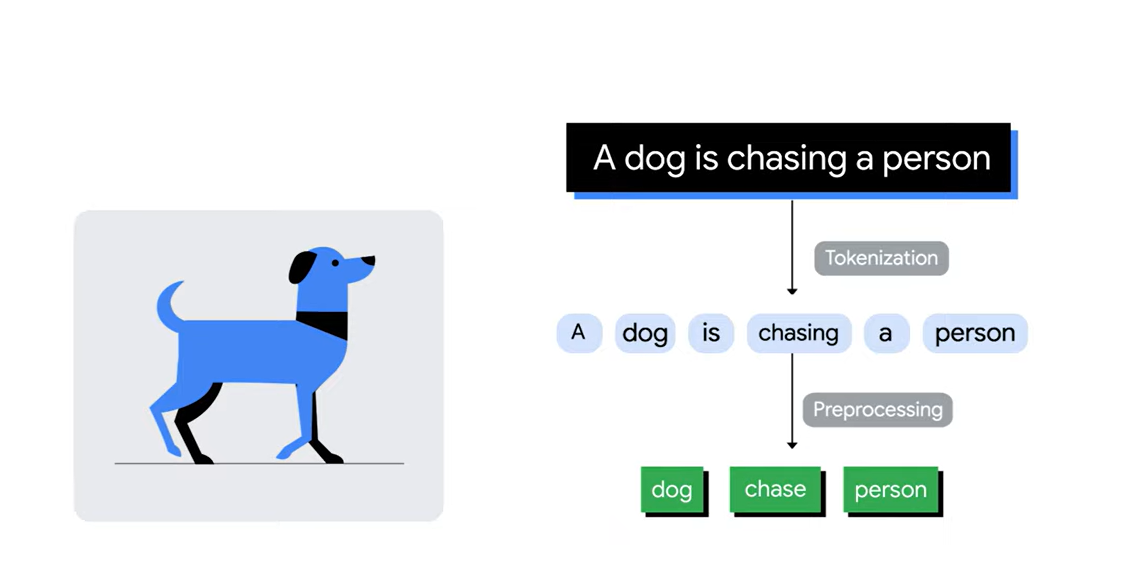 A dog is chasing a person
Tokenization
A dog is chasing a person
Preprocessing
dog chase person